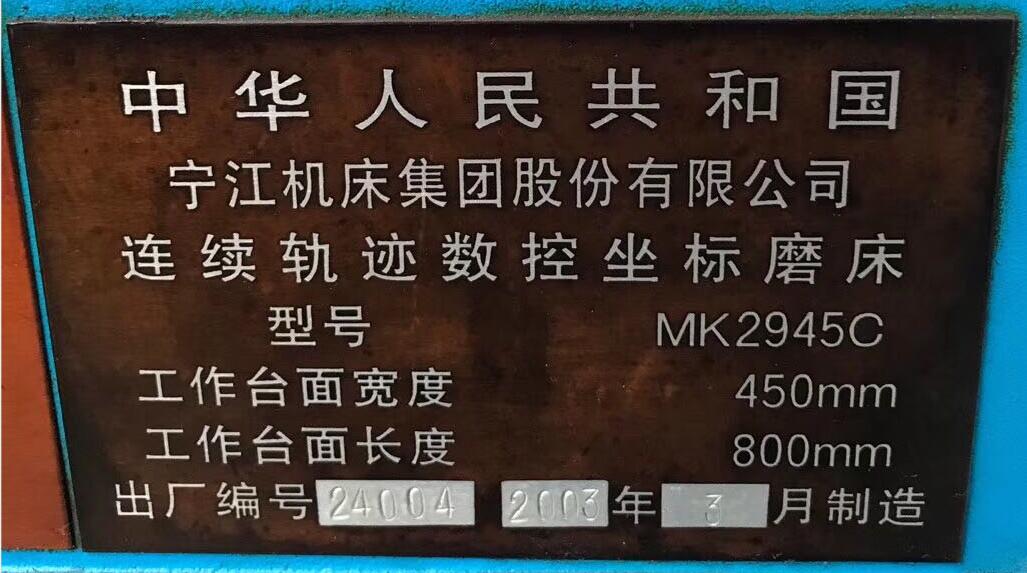 中华人民共和国
宁江机床集团股份有限公司
连续轨迹数控坐标磨床
型号 MK2945C
工作台面宽度 450mm
工作台面长度 800mm
出厂编号 24004 2003年 3 月制造